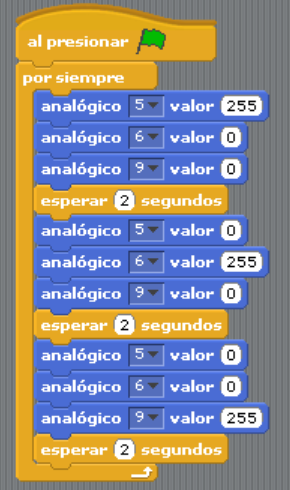 al presionar
por siempre
analógico 5 valor 255
analógico 6 valor 0
analógico 9 valor 0
esperar 2 segundos
analógico 5 valor 0
analógico 6 valor 255
analógico 9 valor 0
esperar 2 segundos
analógico 5 valor 0
analógico 6 valor 0
analógico 9 valor 255
esperar 2 segundos